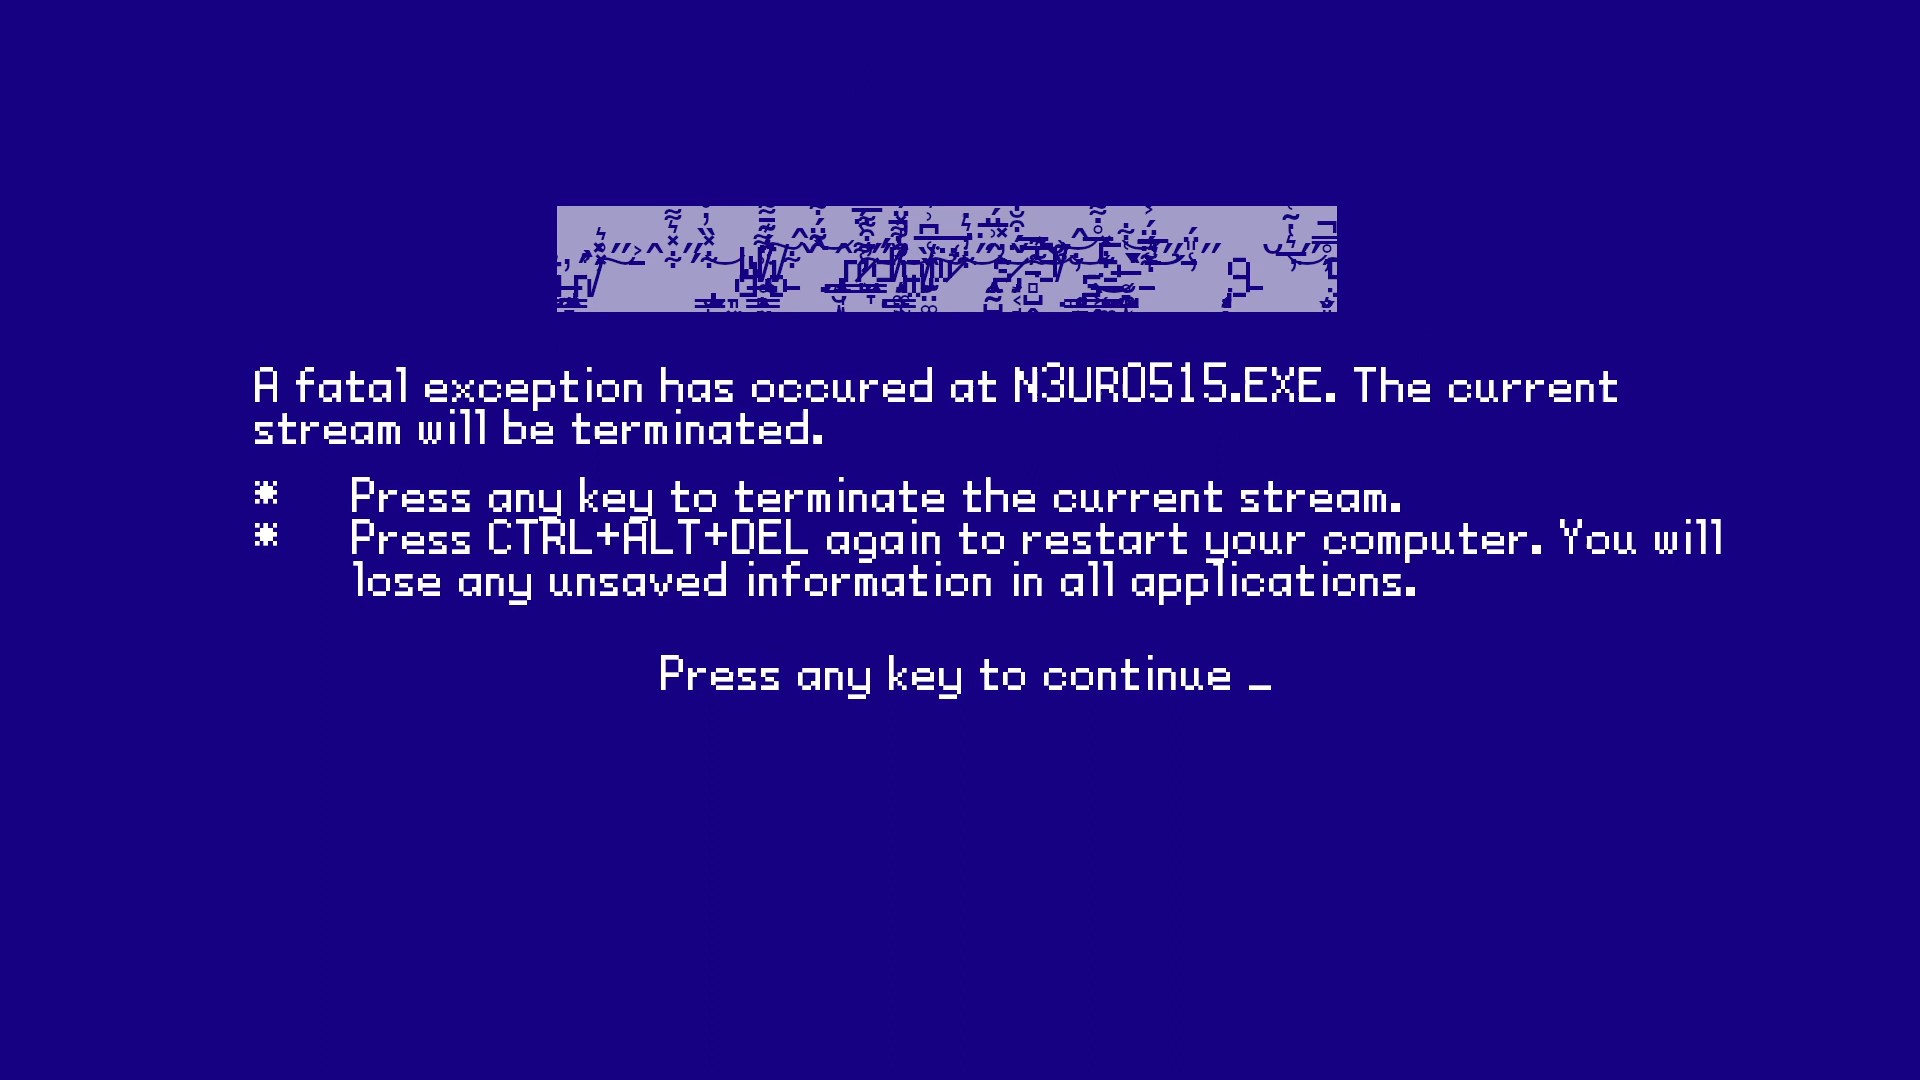 A fatal exception has occured at N3UR0515.EXE. The current
stream will be terminated.
* Press any key to terminate the current stream.
* Press CTRL+ALT+DEL again to restart your computer. You will
lose any unsaved information in all applications.
Press any key to continue _